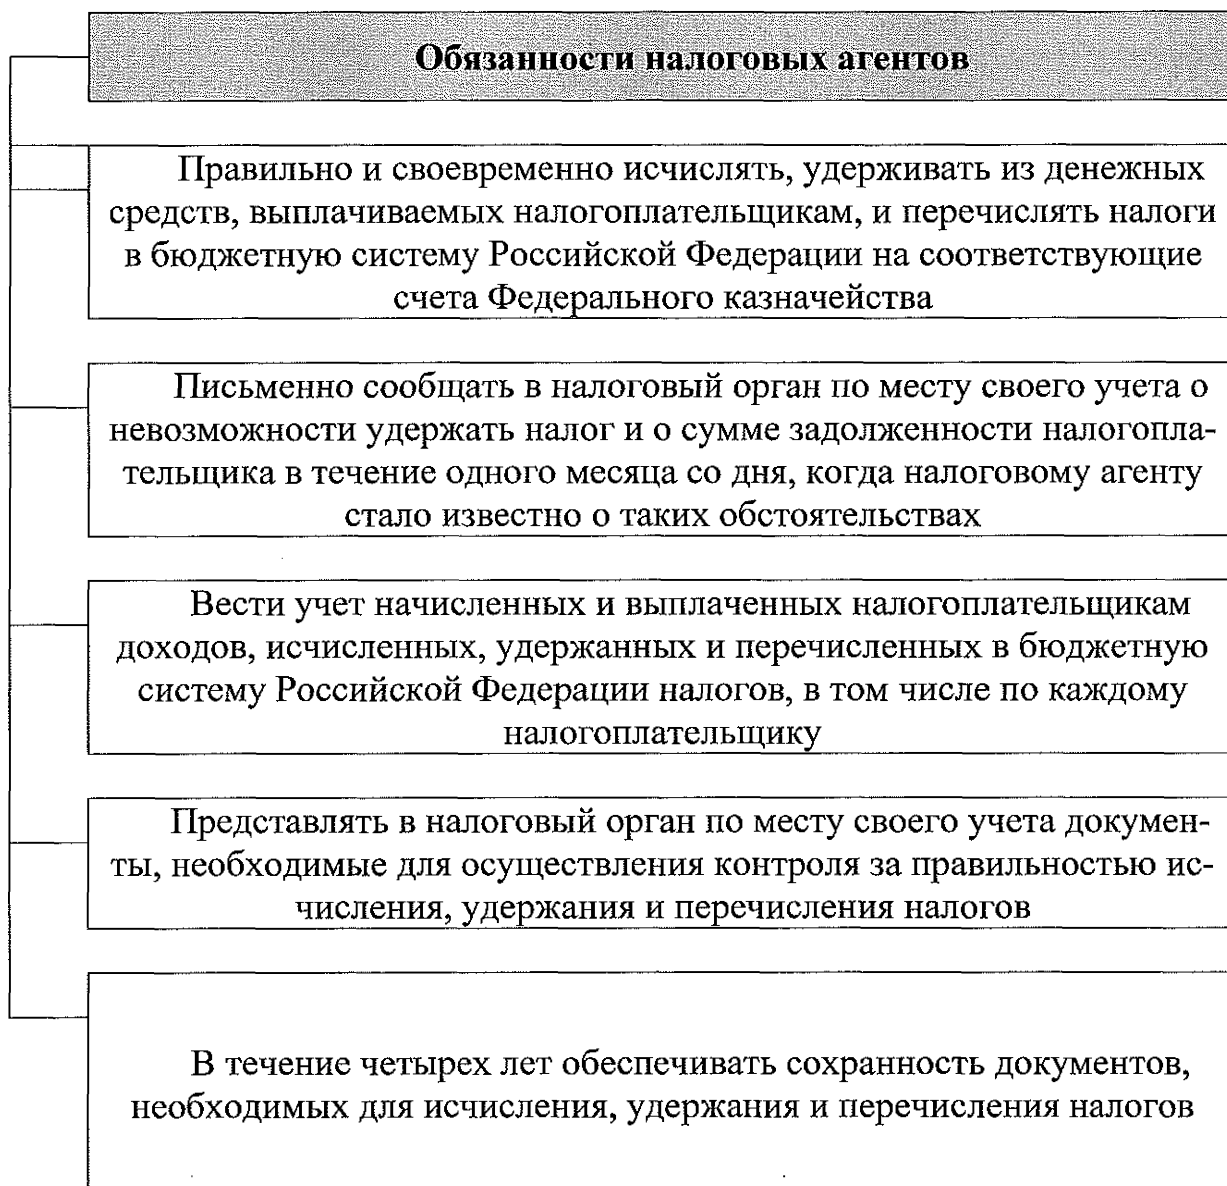 Обязанности налоговых агентов
Правильно и своевременно исчислять, удерживать из денежных
средств, выплачиваемых налогоплательщикам, и перечислять налоги
в бюджетную систему Российской Федерации на соответствующие
счета Федерального казначейства
Письменно сообщать в налоговый орган по месту своего учета о
невозможности удержать налог и о сумме задолженности налогопла-
тельщика в течение одного месяца со дня, когда налоговому агенту
стало известно о таких обстоятельствах
Вести учет начисленных и выплаченных налогоплательщикам
доходов, исчисленных, удержанных и перечисленных в бюджетную
систему Российской Федерации налогов, в том числе по каждому
налогоплательщику
Представлять в налоговый орган по месту своего учета докумен-
ты, необходимые для осуществления контроля за правильностью ис-
числения, удержания и перечисления налогов
В течение четырех лет обеспечивать сохранность документов,
необходимых для исчисления, удержания и перечисления налогов